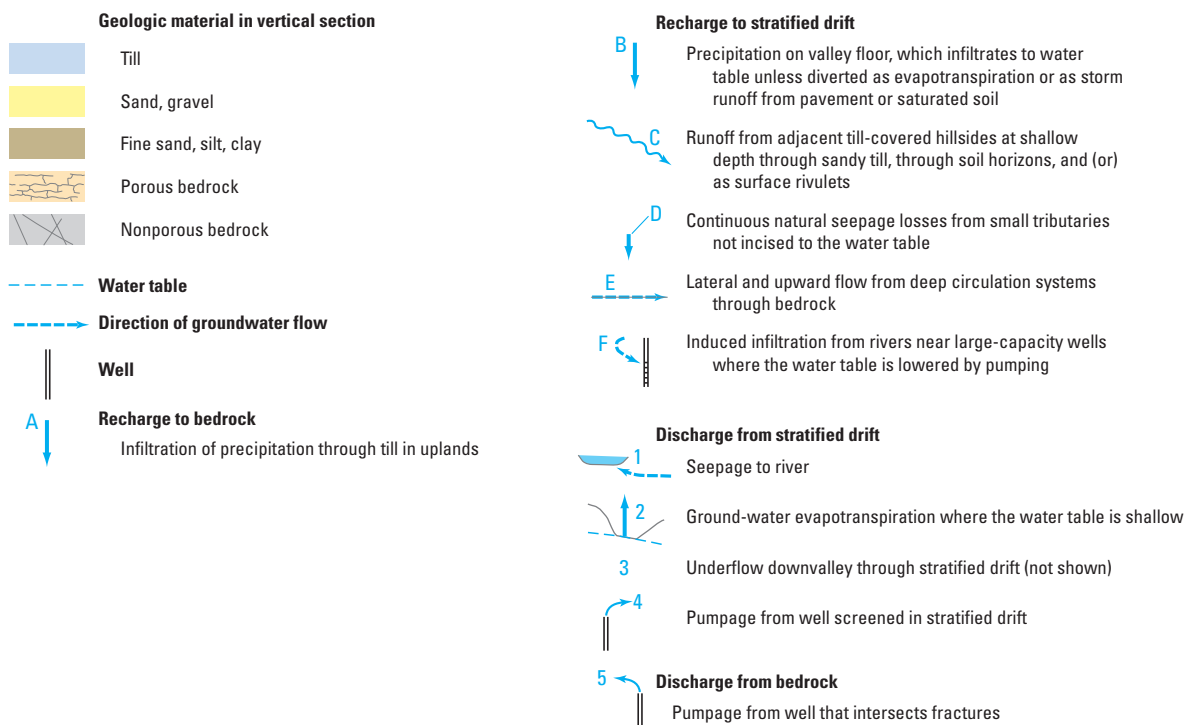 Geologic material in vertical section
Till
Sand, gravel
Fine sand, silt, clay
Porous bedrock
Nonporous bedrock
Water table
Direction of groundwater flow
Well
A
Recharge to bedrock
Infiltration of precipitation through till in uplands
Recharge to stratified drift
B
Precipitation on valley floor, which infiltrates to water
table unless diverted as evapotranspiration or as storm
runoff from pavement or saturated soil
C
Runoff from adjacent till-covered hillsides at shallow
depth through sandy till, through soil horizons, and (or)
as surface rivulets
D
Continuous natural seepage losses from small tributaries
not incised to the water table
E
Lateral and upward flow from deep circulation systems
through bedrock
F
Induced infiltration from rivers near large-capacity wells
where the water table is lowered by pumping
Discharge from stratified drift
1
Seepage to river
2
Ground-water evapotranspiration where the water table is shallow
3
Underflow downvalley through stratified drift (not shown)
4
Pumpage from well screened in stratified drift
5
Discharge from bedrock
Pumpage from well that intersects fractures